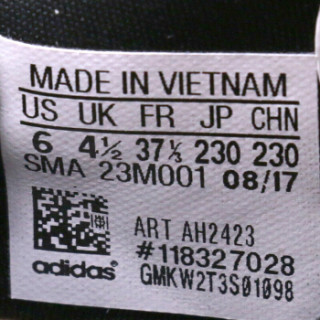 MADE IN VIETNAM
US UK FR JP CHN
6 4½ 37⅓ 230 230
SMA 23M001 08/17
ART AH2423
#118327028
adidas GMKW2T3S01098